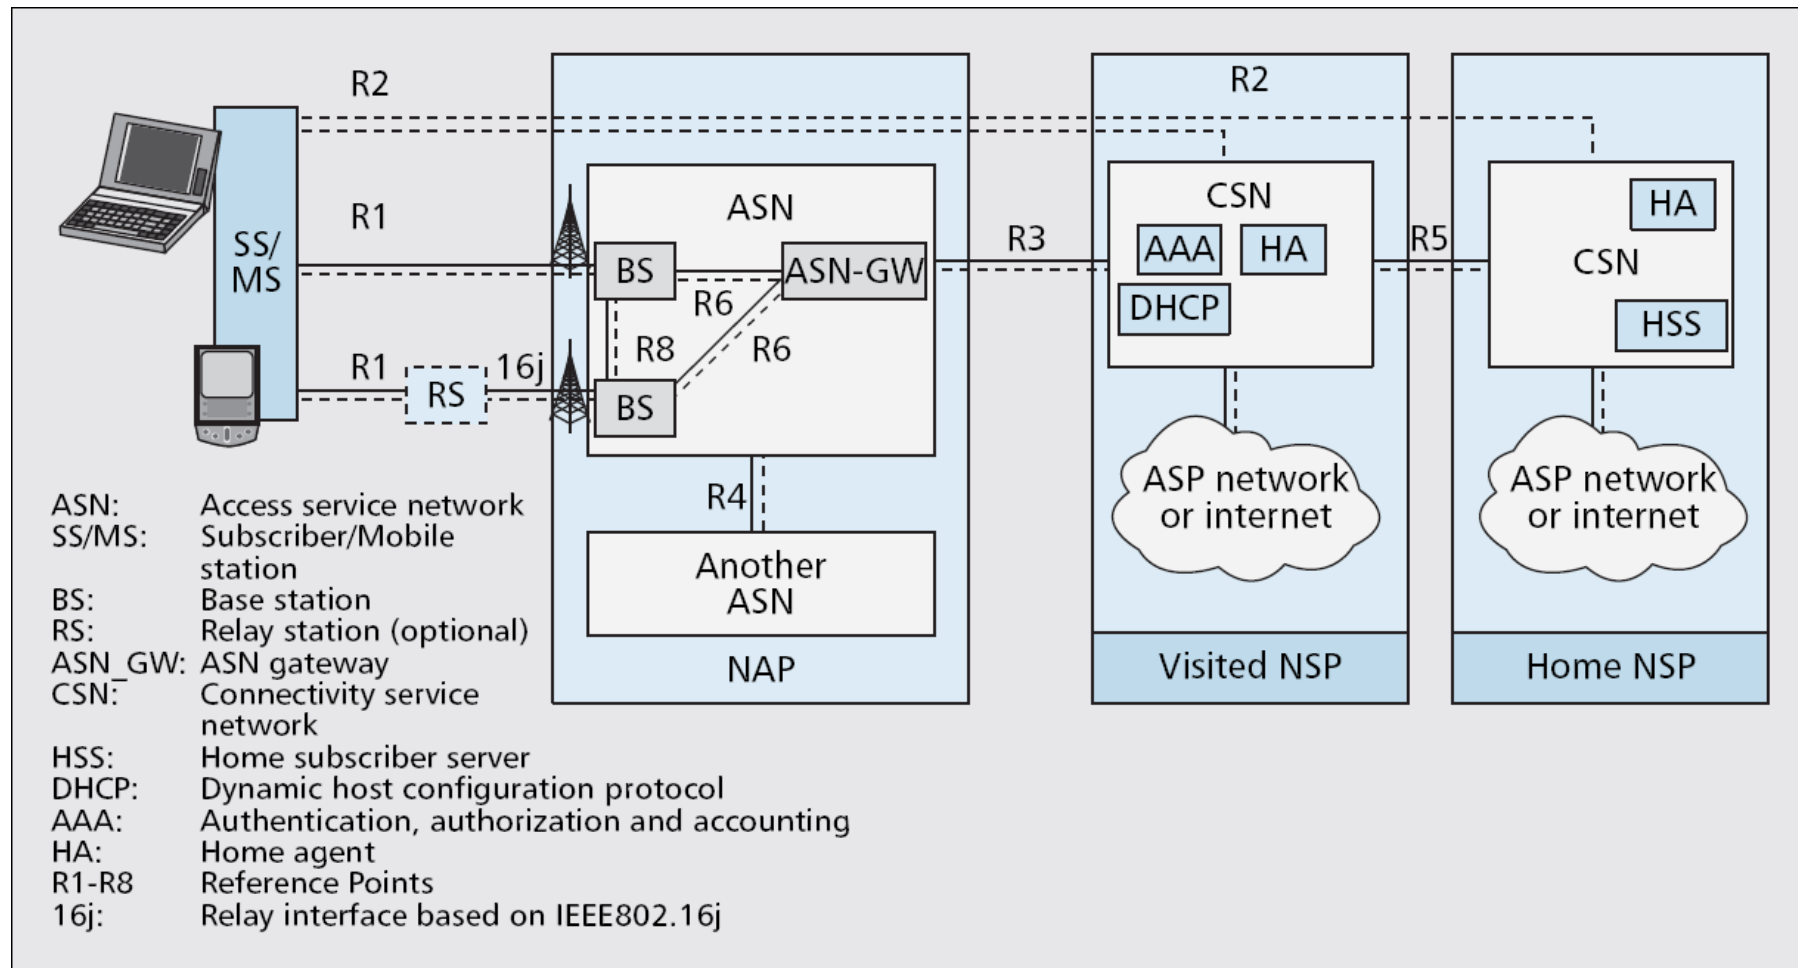 R2
R2
R1
SS/
MS
ASN
BS
ASN-GW
R6
R8
R6
R1
RS
16j
BS
R4
Another
ASN
NAP
R3
CSN
AAA
HA
DHCP
R5
HA
CSN
HSS
ASP network
or internet
ASP network
or internet
Visited NSP
Home NSP
ASN: Access service network
SS/MS: Subscriber/Mobile
station
BS: Base station
RS: Relay station (optional)
ASN_GW: ASN gateway
CSN: Connectivity service
network
HSS: Home subscriber server
DHCP: Dynamic host configuration protocol
AAA: Authentication, authorization and accounting
HA: Home agent
R1-R8 Reference Points
16j: Relay interface based on IEEE802.16j